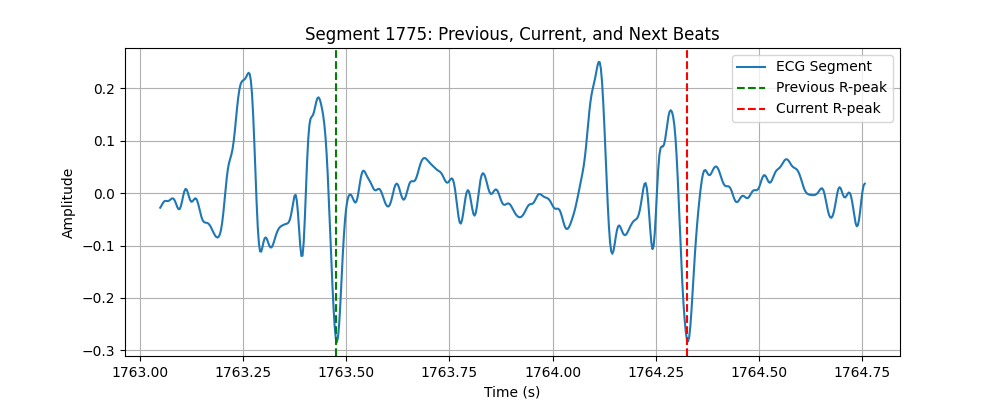 Segment 1775: Previous, Current, and Next Beats
ECG Segment
Previous R-peak
Current R-peak
Amplitude
0.2
0.1
0.0
−0.1
−0.2
−0.3
1763.00 1763.25 1763.50 1763.75 1764.00 1764.25 1764.50 1764.75
Time (s)